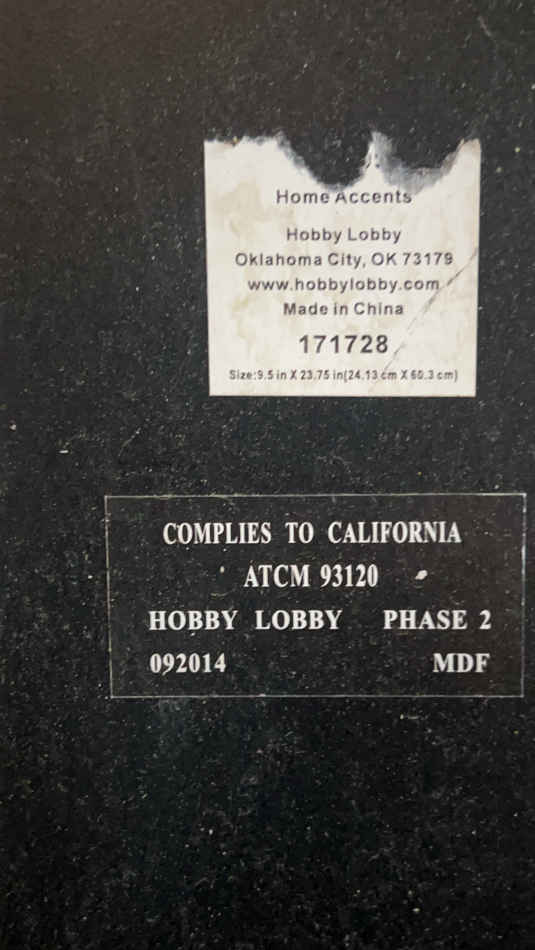 Home Accents
Hobby Lobby
Oklahoma City, OK 73179
www.hobbylobby.com
Made in China
171728
Size:9.5 in X 23.75 in(24.13 cm X 60.3 cm)
COMPLIES TO CALIFORNIA
ATCM 93120
HOBBY LOBBY PHASE 2
092014 MDF